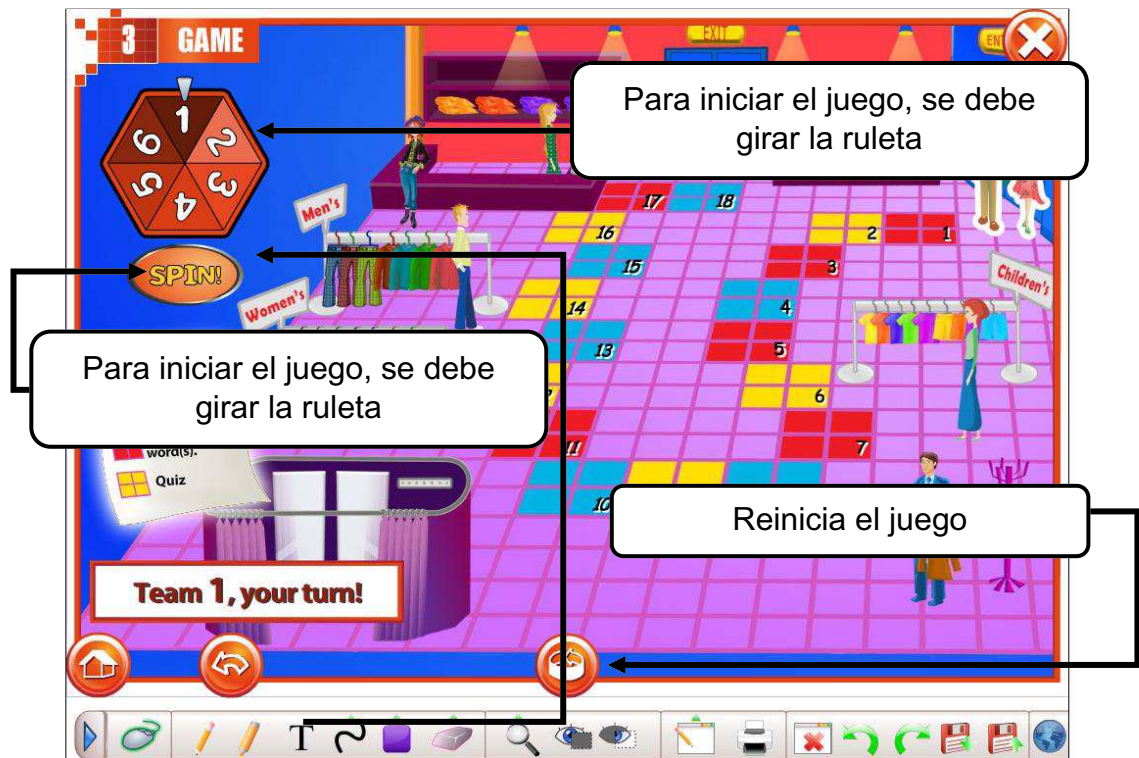 3 GAME
EXIT
Para iniciar el juego, se debe
girar la ruleta
1
2
3
4
5
6
SPIN!
Men's
Women's
Children's
17 18
16
2 1
15
3
14
4
13
5
6
11
7
10
Para iniciar el juego, se debe
girar la ruleta
word(s).
Quiz
Reinicia el juego
Team 1, your turn!
T